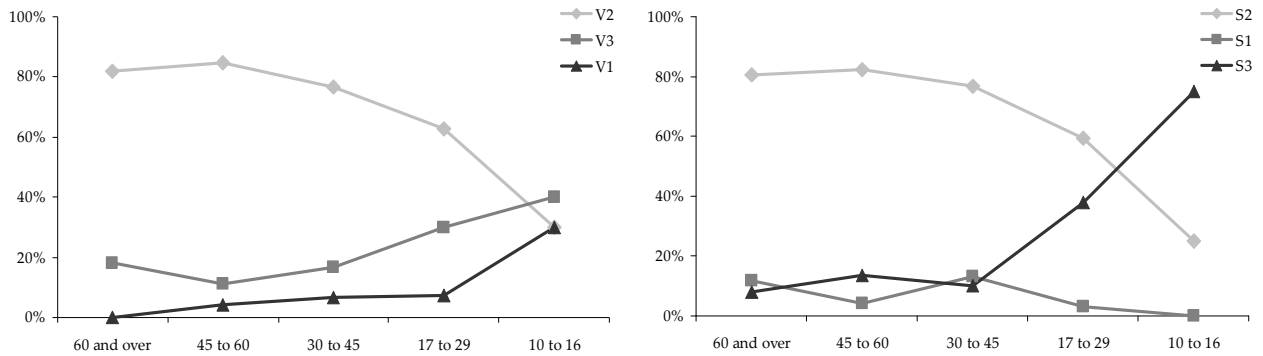 100%
80%
60%
40%
20%
0%
60 and over
45 to 60
30 to 45
17 to 29
10 to 16
V2
V3
V1
100%
80%
60%
40%
20%
0%
60 and over
45 to 60
30 to 45
17 to 29
10 to 16
S2
S1
S3